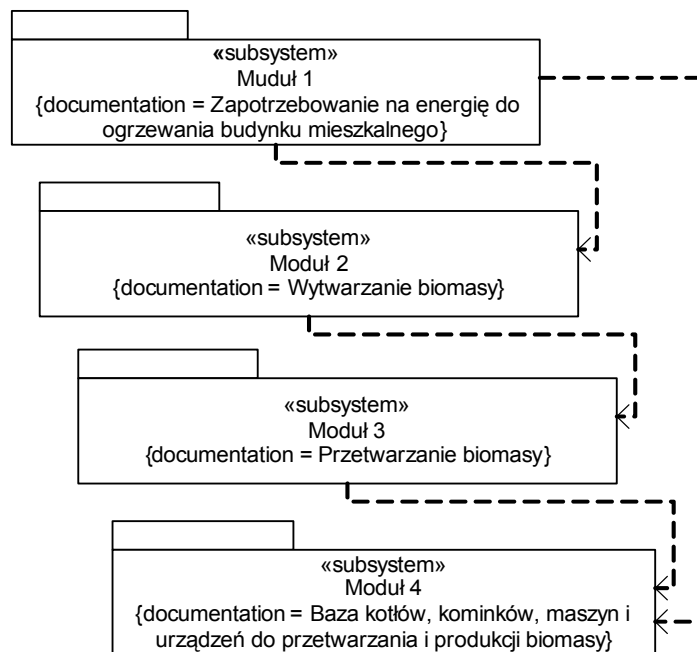 «subsystem»
Muduł 1
{documentation = Zapotrzebowanie na energię do
ogrzewania budynku mieszkalnego}
«subsystem»
Moduł 2
{documentation = Wytwarzanie biomasy}
«subsystem»
Moduł 3
{documentation = Przetwarzanie biomasy}
«subsystem»
Moduł 4
{documentation = Baza kotłów, kominków, maszyn i
urządzeń do przetwarzania i produkcji biomasy}